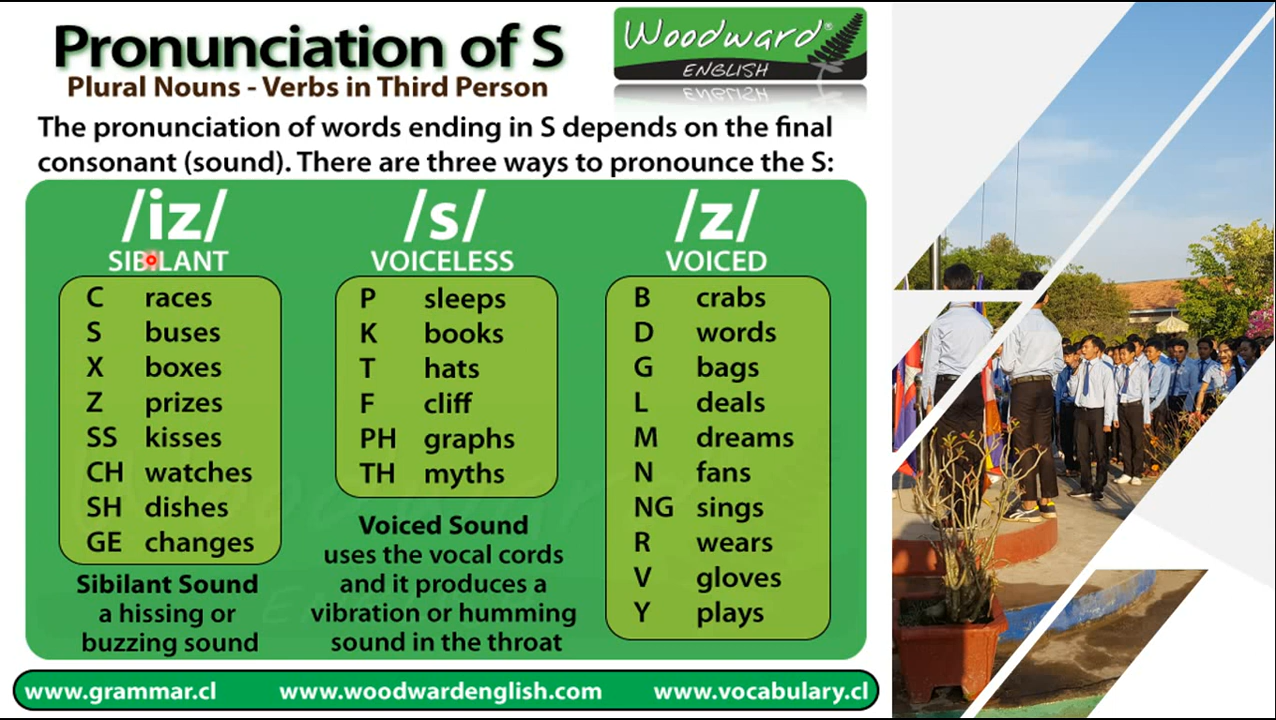 Pronunciation of S
Plural Nouns - Verbs in Third Person
Woodward®
ENGLISH
The pronunciation of words ending in S depends on the final
consonant (sound). There are three ways to pronounce the S:
/iz/
SIBILANT
C races
S buses
X boxes
Z prizes
SS kisses
CH watches
SH dishes
GE changes
Sibilant Sound
a hissing or
buzzing sound
/s/
VOICELESS
P sleeps
K books
T hats
F cliff
PH graphs
TH myths
Voiced Sound
uses the vocal cords
and it produces a
vibration or humming
sound in the throat
/z/
VOICED
B crabs
D words
G bags
L deals
M dreams
N fans
NG sings
R wears
V gloves
Y plays
www.grammar.cl www.woodwardenglish.com www.vocabulary.cl